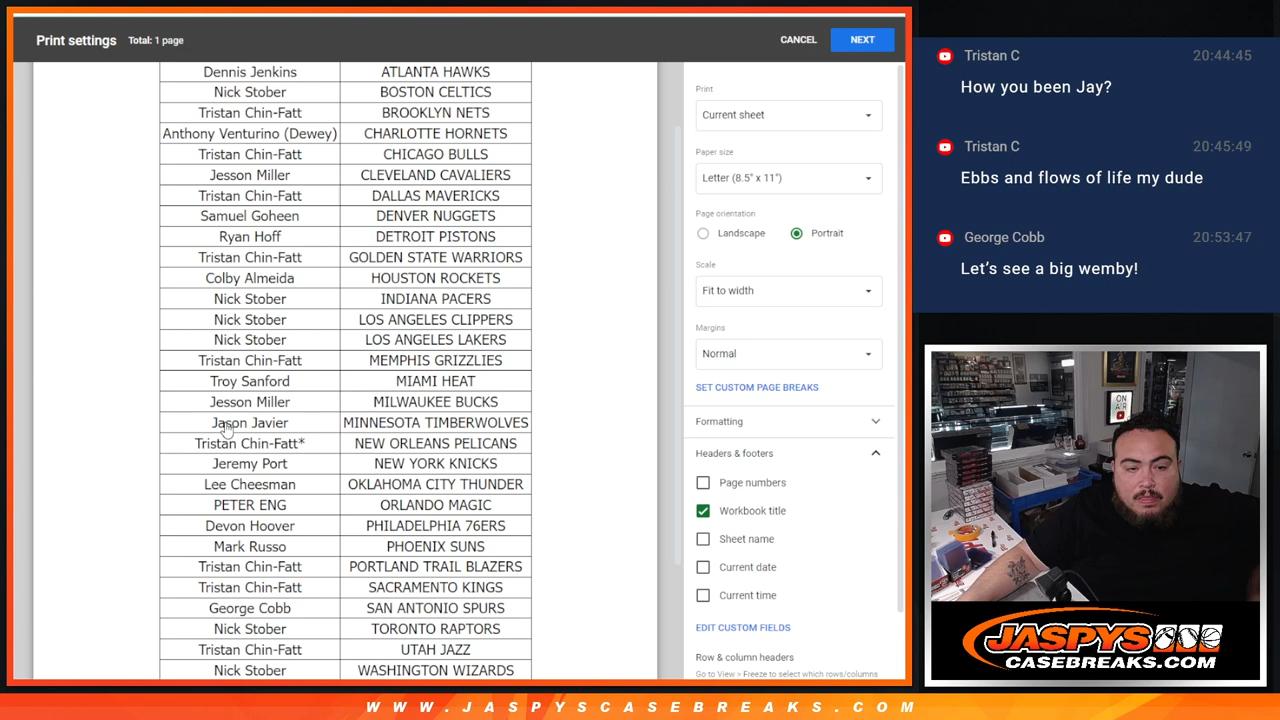 Print settings Total: 1 page CANCEL NEXT
Dennis Jenkins ATLANTA HAWKS
Nick Stober BOSTON CELTICS
Tristan Chin-Fatt BROOKLYN NETS
Anthony Venturino (Dewey) CHARLOTTE HORNETS
Tristan Chin-Fatt CHICAGO BULLS
Jesson Miller CLEVELAND CAVALIERS
Tristan Chin-Fatt DALLAS MAVERICKS
Samuel Goheen DENVER NUGGETS
Ryan Hoff DETROIT PISTONS
Tristan Chin-Fatt GOLDEN STATE WARRIORS
Colby Almeida HOUSTON ROCKETS
Nick Stober INDIANA PACERS
Nick Stober LOS ANGELES CLIPPERS
Nick Stober LOS ANGELES LAKERS
Tristan Chin-Fatt MEMPHIS GRIZZLIES
Troy Sanford MIAMI HEAT
Jesson Miller MILWAUKEE BUCKS
Jason Javier MINNESOTA TIMBERWOLVES
Tristan Chin-Fatt* NEW ORLEANS PELICANS
Jeremy Port NEW YORK KNICKS
Lee Cheesman OKLAHOMA CITY THUNDER
PETER ENG ORLANDO MAGIC
Devon Hoover PHILADELPHIA 76ERS
Mark Russo PHOENIX SUNS
Tristan Chin-Fatt PORTLAND TRAIL BLAZERS
Tristan Chin-Fatt SACRAMENTO KINGS
George Cobb SAN ANTONIO SPURS
Nick Stober TORONTO RAPTORS
Tristan Chin-Fatt UTAH JAZZ
Nick Stober WASHINGTON WIZARDS
Print
Current sheet
Paper size
Letter (8.5" x 11")
Page orientation
Landscape Portrait
Scale
Fit to width
Margins
Normal
SET CUSTOM PAGE BREAKS
Formatting
Headers & footers
Page numbers
Workbook title
Sheet name
Current date
Current time
EDIT CUSTOM FIELDS
Row & column headers
Go to View > Freeze to select which rows/columns
Tristan C 20:44:45
How you been Jay?
Tristan C 20:45:49
Ebbs and flows of life my dude
George Cobb 20:53:47
Let's see a big wemby!
ON
AIR
JASPYS
CASEBREAKS.COM
WWW.JASPYSCASEBREAKS.COM